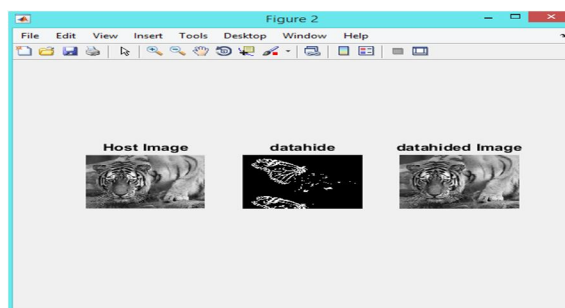 Figure 2
File Edit View Insert Tools Desktop Window Help
Host Image
datahide
datahided Image